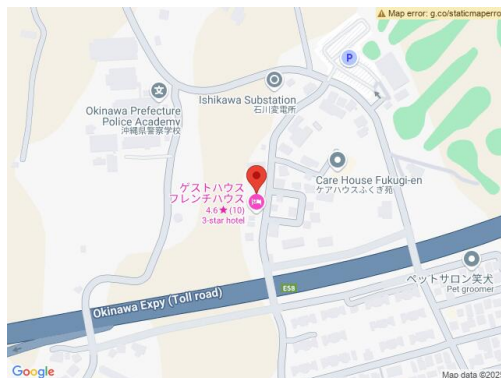 Map error: g.co/staticmaperro
P
Ishikawa Substation
石川変電所
Okinawa Prefecture
Police Academy
沖縄県警察学校
Care House Fukugi-en
ケアハウスふくぎ苑
ゲストハウス
フレンチハウス
4.6★(10)
3-star hotel
ペットサロン笑犬
Pet groomer
E58
Okinawa Expy (Toll road)
Google
Map data ©2025